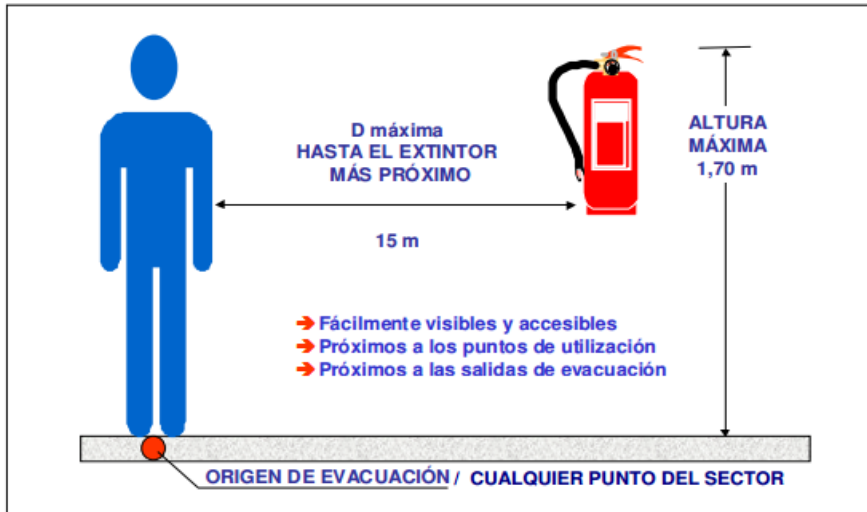 D máxima
HASTA EL EXTINTOR
MÁS PRÓXIMO
15 m
ALTURA
MÁXIMA
1,70 m
Fácilmente visibles y accesibles
Próximos a los puntos de utilización
Próximos a las salidas de evacuación
ORIGEN DE EVACUACIÓN / CUALQUIER PUNTO DEL SECTOR